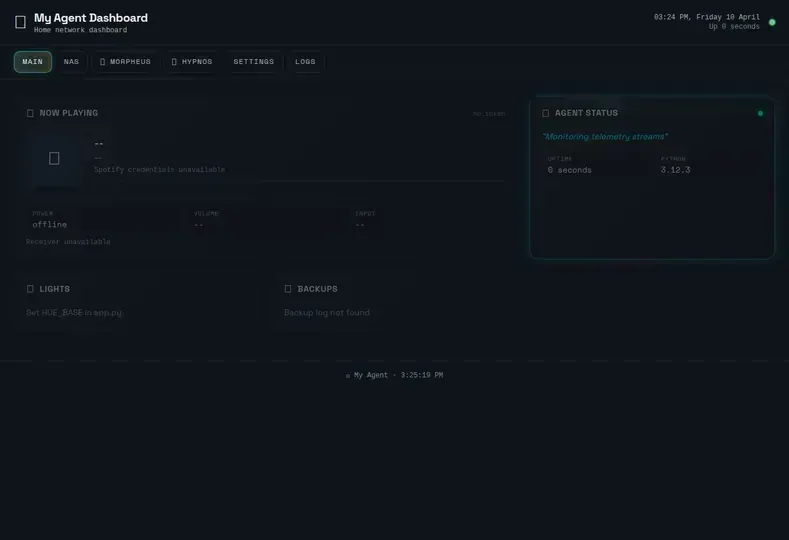 My Agent Dashboard
Home network dashboard
03:24 PM, Friday 10 April
Up 0 seconds
MAIN
NAS
MORPHEUS
HYPNOS
SETTINGS
LOGS
NOW PLAYING
no token
--
--
Spotify credentials unavailable
POWER
VOLUME
INPUT
offline
--
--
Receiver unavailable
AGENT STATUS
"Monitoring telemetry streams"
UPTIME
PYTHON
0 seconds
3.12.3
LIGHTS
Set HUE_BASE in app.py
BACKUPS
Backup log not found
My Agent - 3:25:19 PM